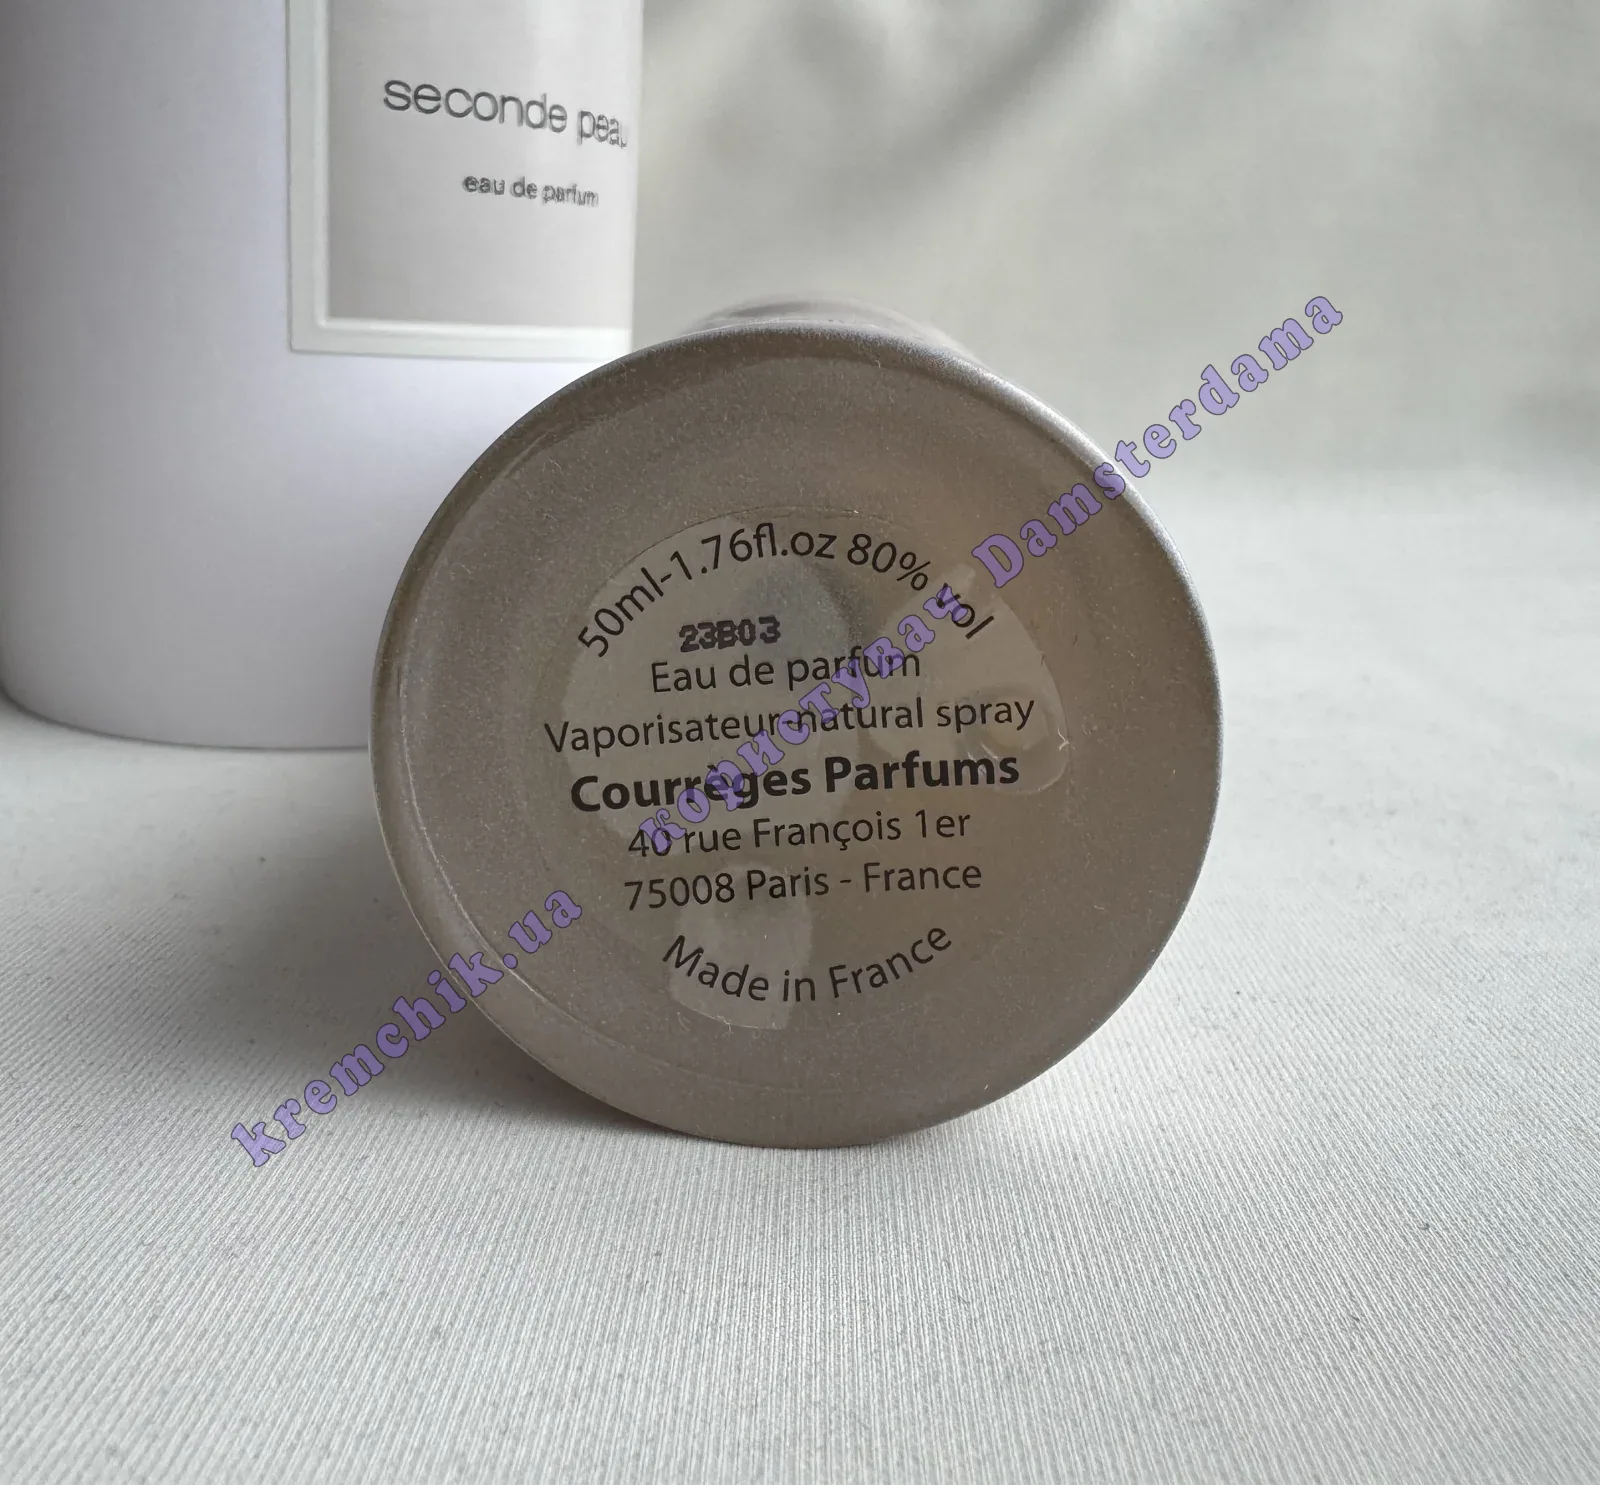 seconde peau
eau de parfum
50ml-1.76fl.oz 80% vol
23B03
Eau de parfum
Vaporisateur-natural spray
Courrèges Parfums
40 rue François 1er
75008 Paris - France
Made in France
kremchik.ua користувач Damsterdama